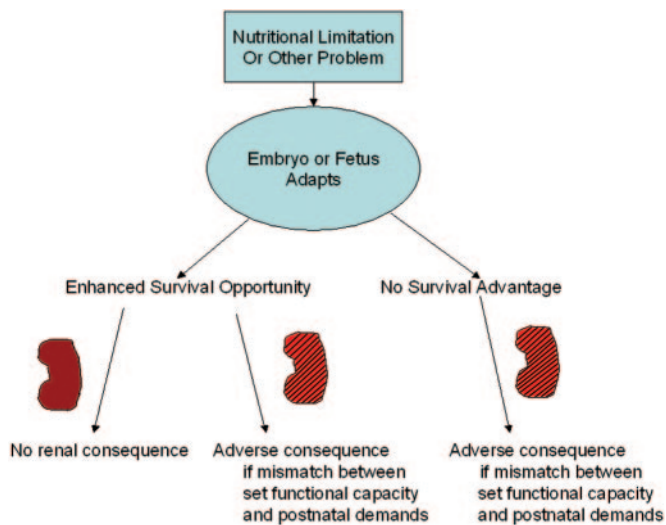 Nutritional Limitation
Or Other Problem
Embryo or Fetus
Adapts
Enhanced Survival Opportunity
No Survival Advantage
No renal consequence
Adverse consequence
if mismatch between
set functional capacity
and postnatal demands
Adverse consequence
if mismatch between
set functional capacity
and postnatal demands